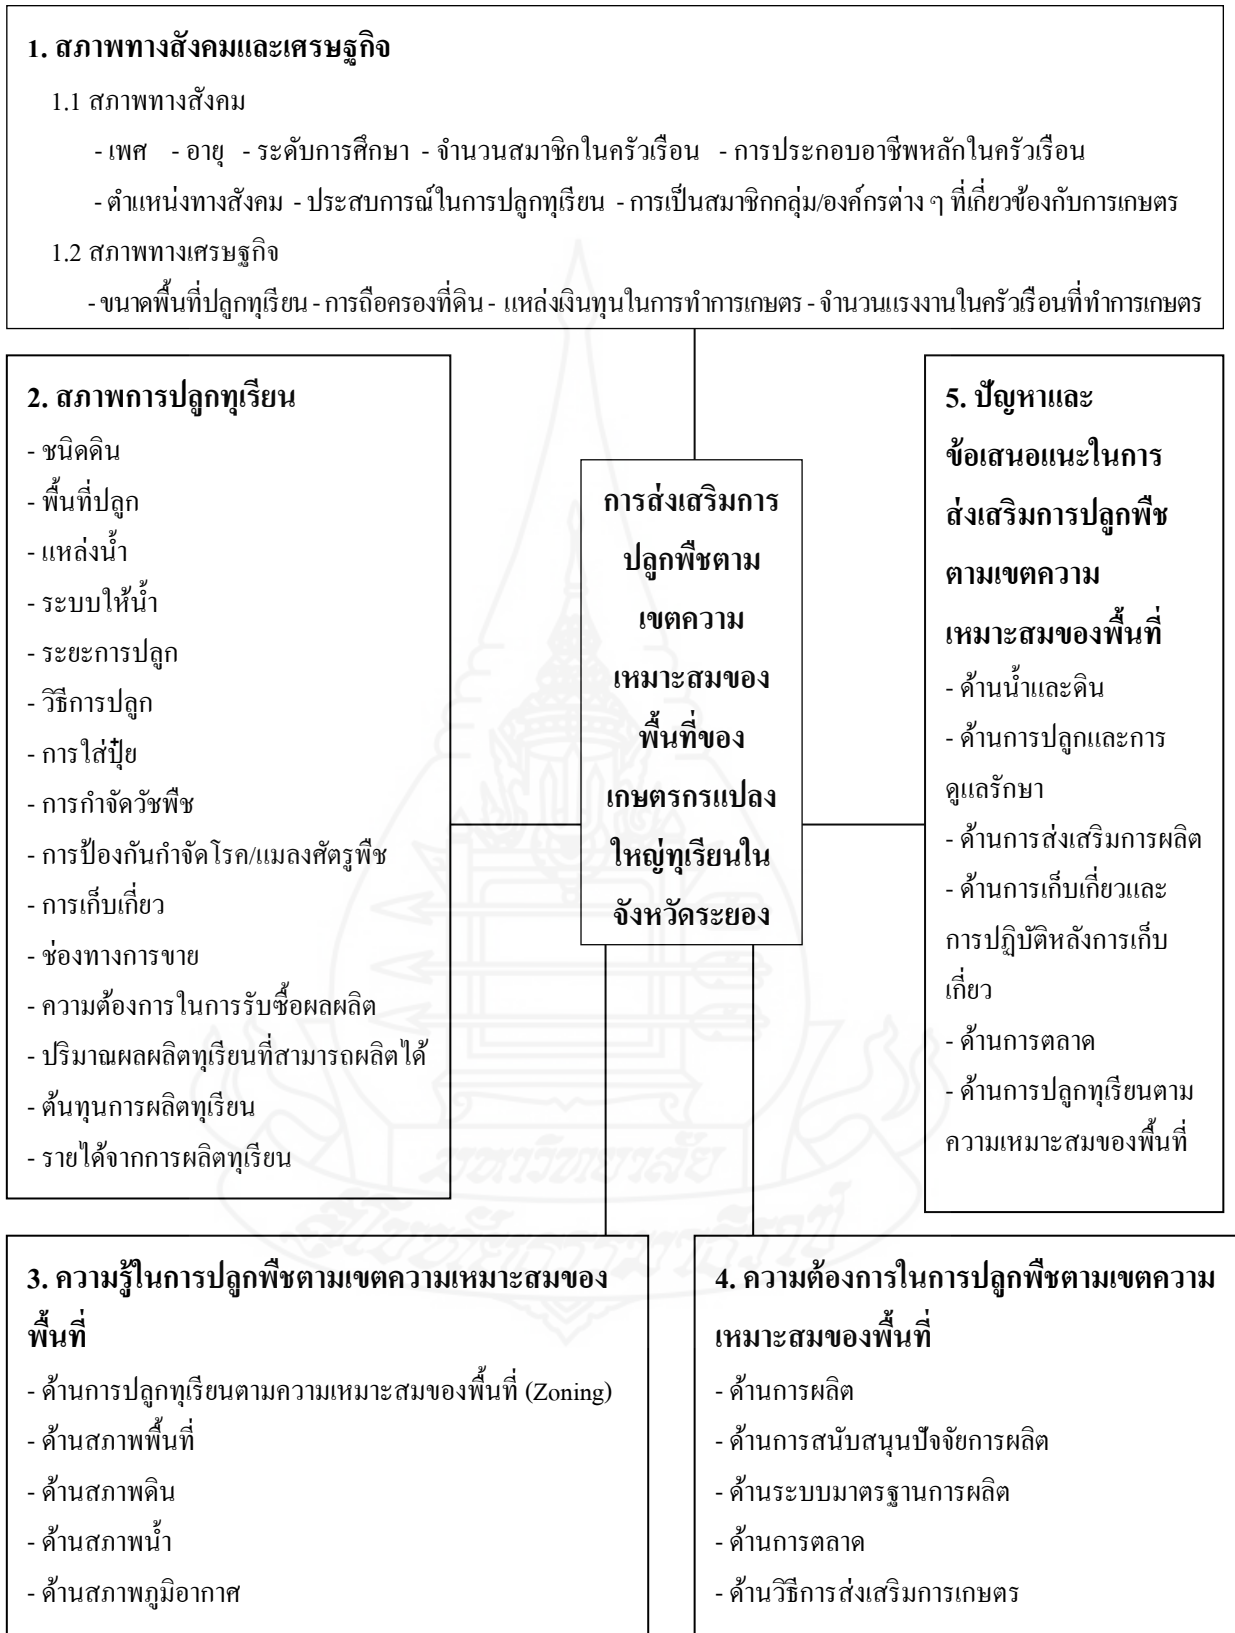 1. สภาพทางสังคมและเศรษฐกิจ
1.1 สภาพทางสังคม
- เพศ - อายุ - ระดับการศึกษา - จำนวนสมาชิกในครัวเรือน - การประกอบอาชีพหลักในครัวเรือน
- ตำแหน่งทางสังคม - ประสบการณ์ในการปลูกทุเรียน - การเป็นสมาชิกกลุ่ม/องค์กรต่าง ๆ ที่เกี่ยวข้องกับการเกษตร
1.2 สภาพทางเศรษฐกิจ
- ขนาดพื้นที่ปลูกทุเรียน - การถือครองที่ดิน - แหล่งเงินทุนในการทำการเกษตร - จำนวนแรงงานในครัวเรือนที่ทำการเกษตร
2. สภาพการปลูกทุเรียน
- ชนิดดิน
- พื้นที่ปลูก
- แหล่งน้ำ
- ระบบให้น้ำ
- ระยะการปลูก
- วิธีการปลูก
- การใส่ปุ๋ย
- การกำจัดวัชพืช
- การป้องกันกำจัดโรค/แมลงศัตรูพืช
- การเก็บเกี่ยว
- ช่องทางการขาย
- ความต้องการในการรับซื้อผลผลิต
- ปริมาณผลผลิตทุเรียนที่สามารถผลิตได้
- ต้นทุนการผลิตทุเรียน
- รายได้จากการผลิตทุเรียน
การส่งเสริมการ
ปลูกพืชตาม
เขตความ
เหมาะสมของ
พื้นที่ของ
เกษตรกรแปลง
ใหญ่ทุเรียนใน
จังหวัดระยอง
5. ปัญหาและ
ข้อเสนอแนะในการ
ส่งเสริมการปลูกพืช
ตามเขตความ
เหมาะสมของพื้นที่
- ด้านน้ำและดิน
- ด้านการปลูกและการ
ดูแลรักษา
- ด้านการส่งเสริมการผลิต
- ด้านการเก็บเกี่ยวและ
การปฏิบัติหลังการเก็บ
เกี่ยว
- ด้านการตลาด
- ด้านการปลูกทุเรียนตาม
ความเหมาะสมของพื้นที่
มหาวิทยาลัย
สุโขทัยธรรมาธิราช
3. ความรู้ในการปลูกพืชตามเขตความเหมาะสมของ
พื้นที่
- ด้านการปลูกทุเรียนตามความเหมาะสมของพื้นที่ (Zoning)
- ด้านสภาพพื้นที่
- ด้านสภาพดิน
- ด้านสภาพน้ำ
- ด้านสภาพภูมิอากาศ
4. ความต้องการในการปลูกพืชตามเขตความ
เหมาะสมของพื้นที่
- ด้านการผลิต
- ด้านการสนับสนุนปัจจัยการผลิต
- ด้านระบบมาตรฐานการผลิต
- ด้านการตลาด
- ด้านวิธีการส่งเสริมการเกษตร